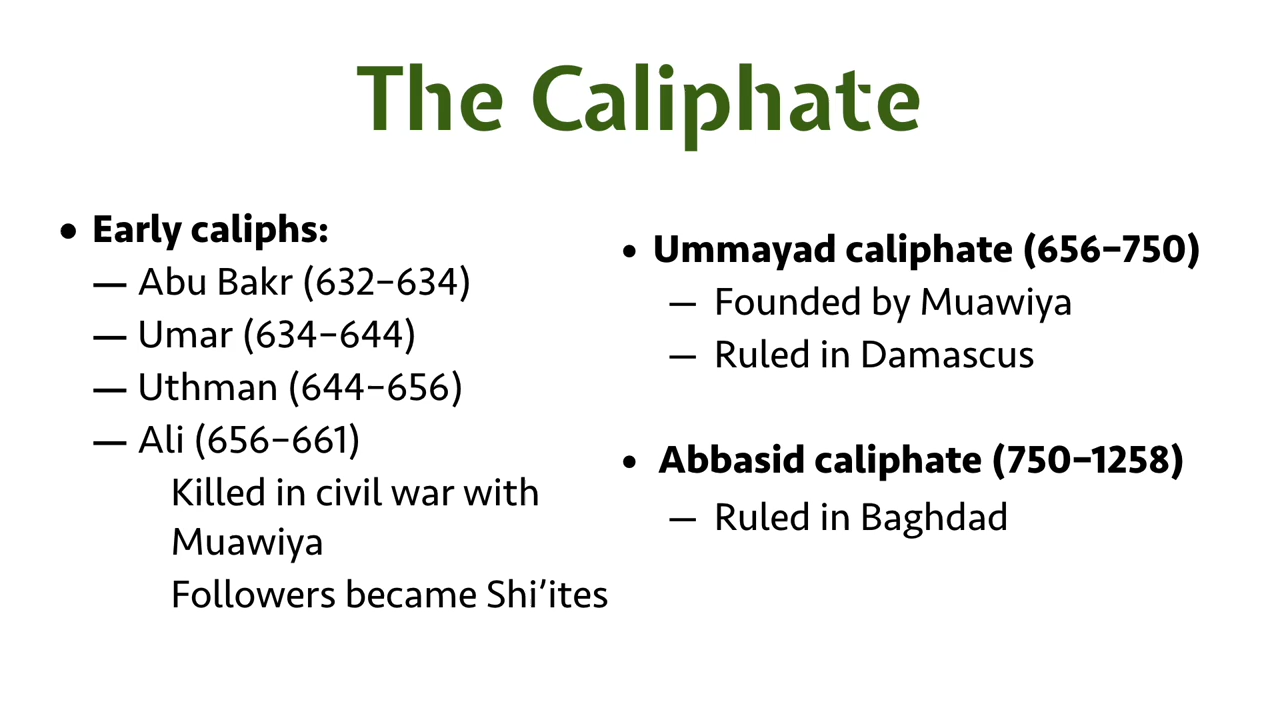 The Caliphate
• Early caliphs:
— Abu Bakr (632–634)
— Umar (634–644)
— Uthman (644–656)
— Ali (656–661)
Killed in civil war with
Muawiya
Followers became Shi’ites
• Ummayad caliphate (656–750)
— Founded by Muawiya
— Ruled in Damascus
• Abbasid caliphate (750–1258)
— Ruled in Baghdad